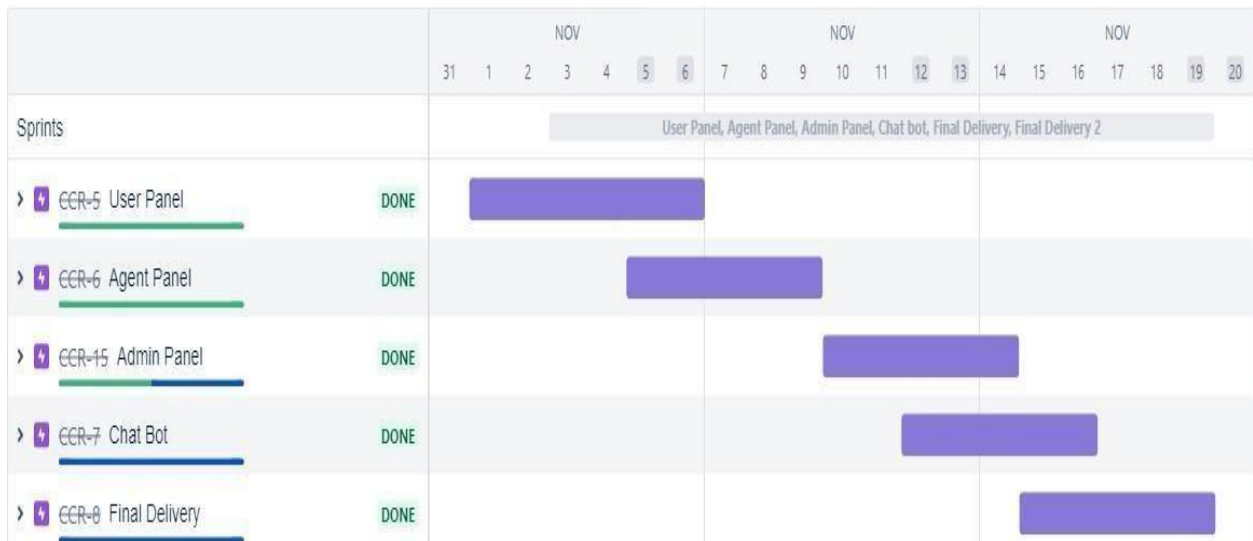 NOV NOV NOV
31 1 2 3 4 5 6 7 8 9 10 11 12 13 14 15 16 17 18 19 20
Sprints User Panel, Agent Panel, Admin Panel, Chat bot, Final Delivery, Final Delivery 2
CCR-5 User Panel DONE
CCR-6 Agent Panel DONE
CCR-15 Admin Panel DONE
CCR-7 Chat Bot DONE
CCR-8 Final Delivery DONE